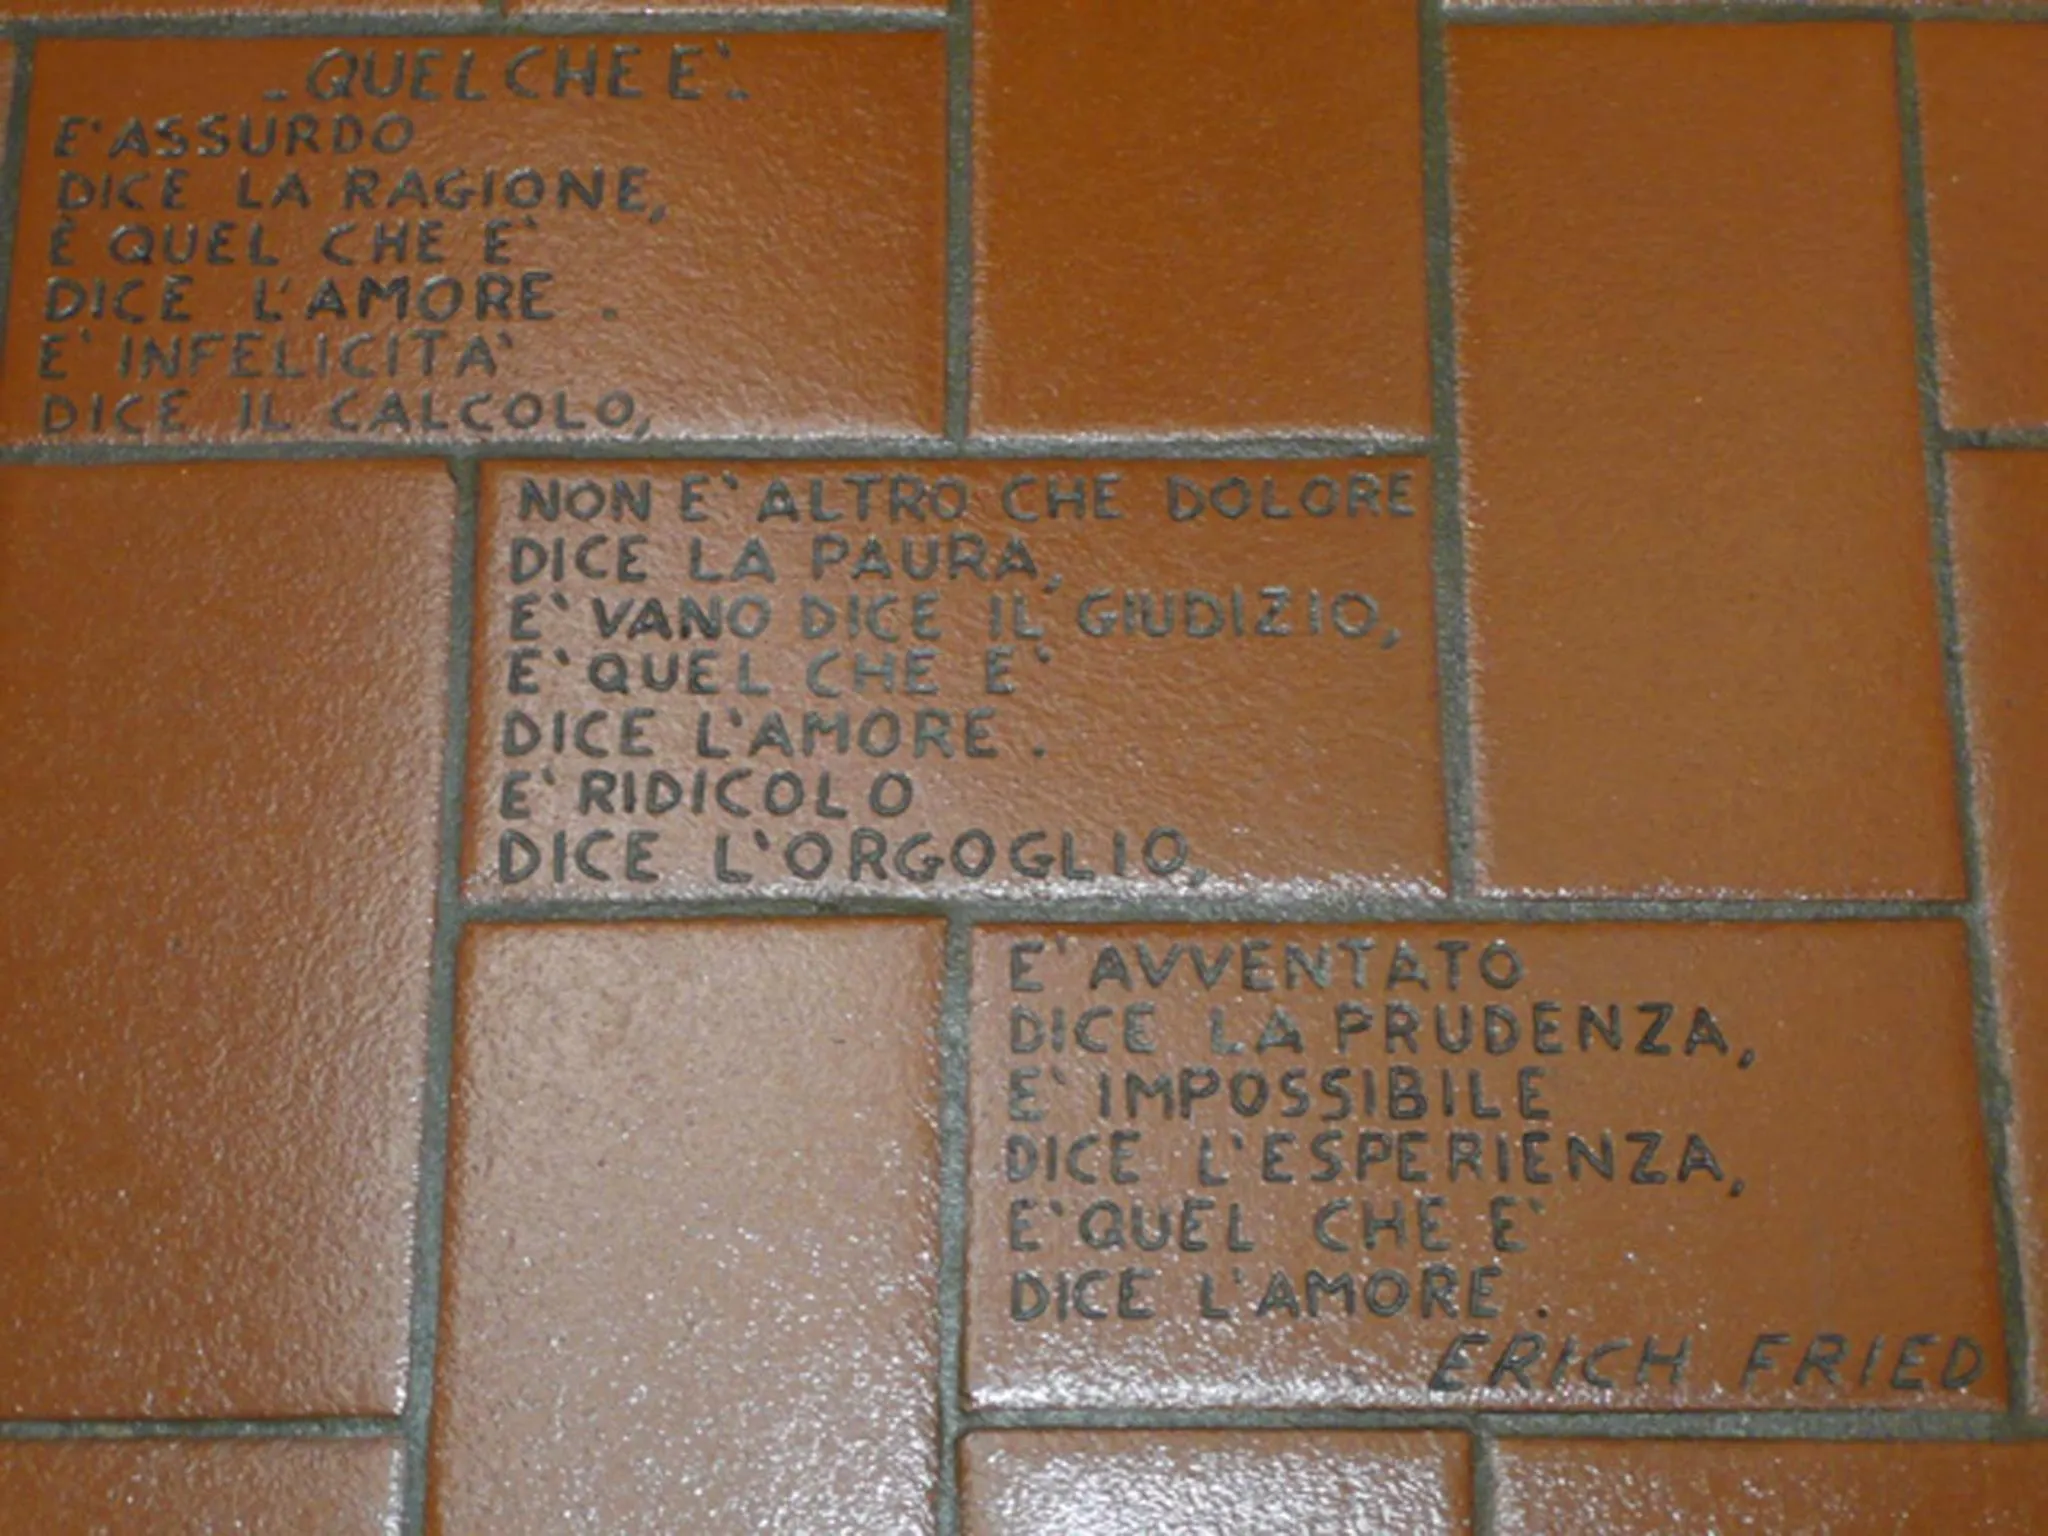 - QUEL CHE E' -
E' ASSURDO
DICE LA RAGIONE,
È QUEL CHE E'
DICE L'AMORE.
E' INFELICITA'
DICE IL CALCOLO,
NON E' ALTRO CHE DOLORE
DICE LA PAURA,
E' VANO DICE IL GIUDIZIO,
E' QUEL CHE E'
DICE L'AMORE.
E' RIDICOLO
DICE L'ORGOGLIO,
E' AVVENTATO
DICE LA PRUDENZA,
E' IMPOSSIBILE
DICE L'ESPERIENZA,
E' QUEL CHE E'
DICE L'AMORE.
ERICH FRIED